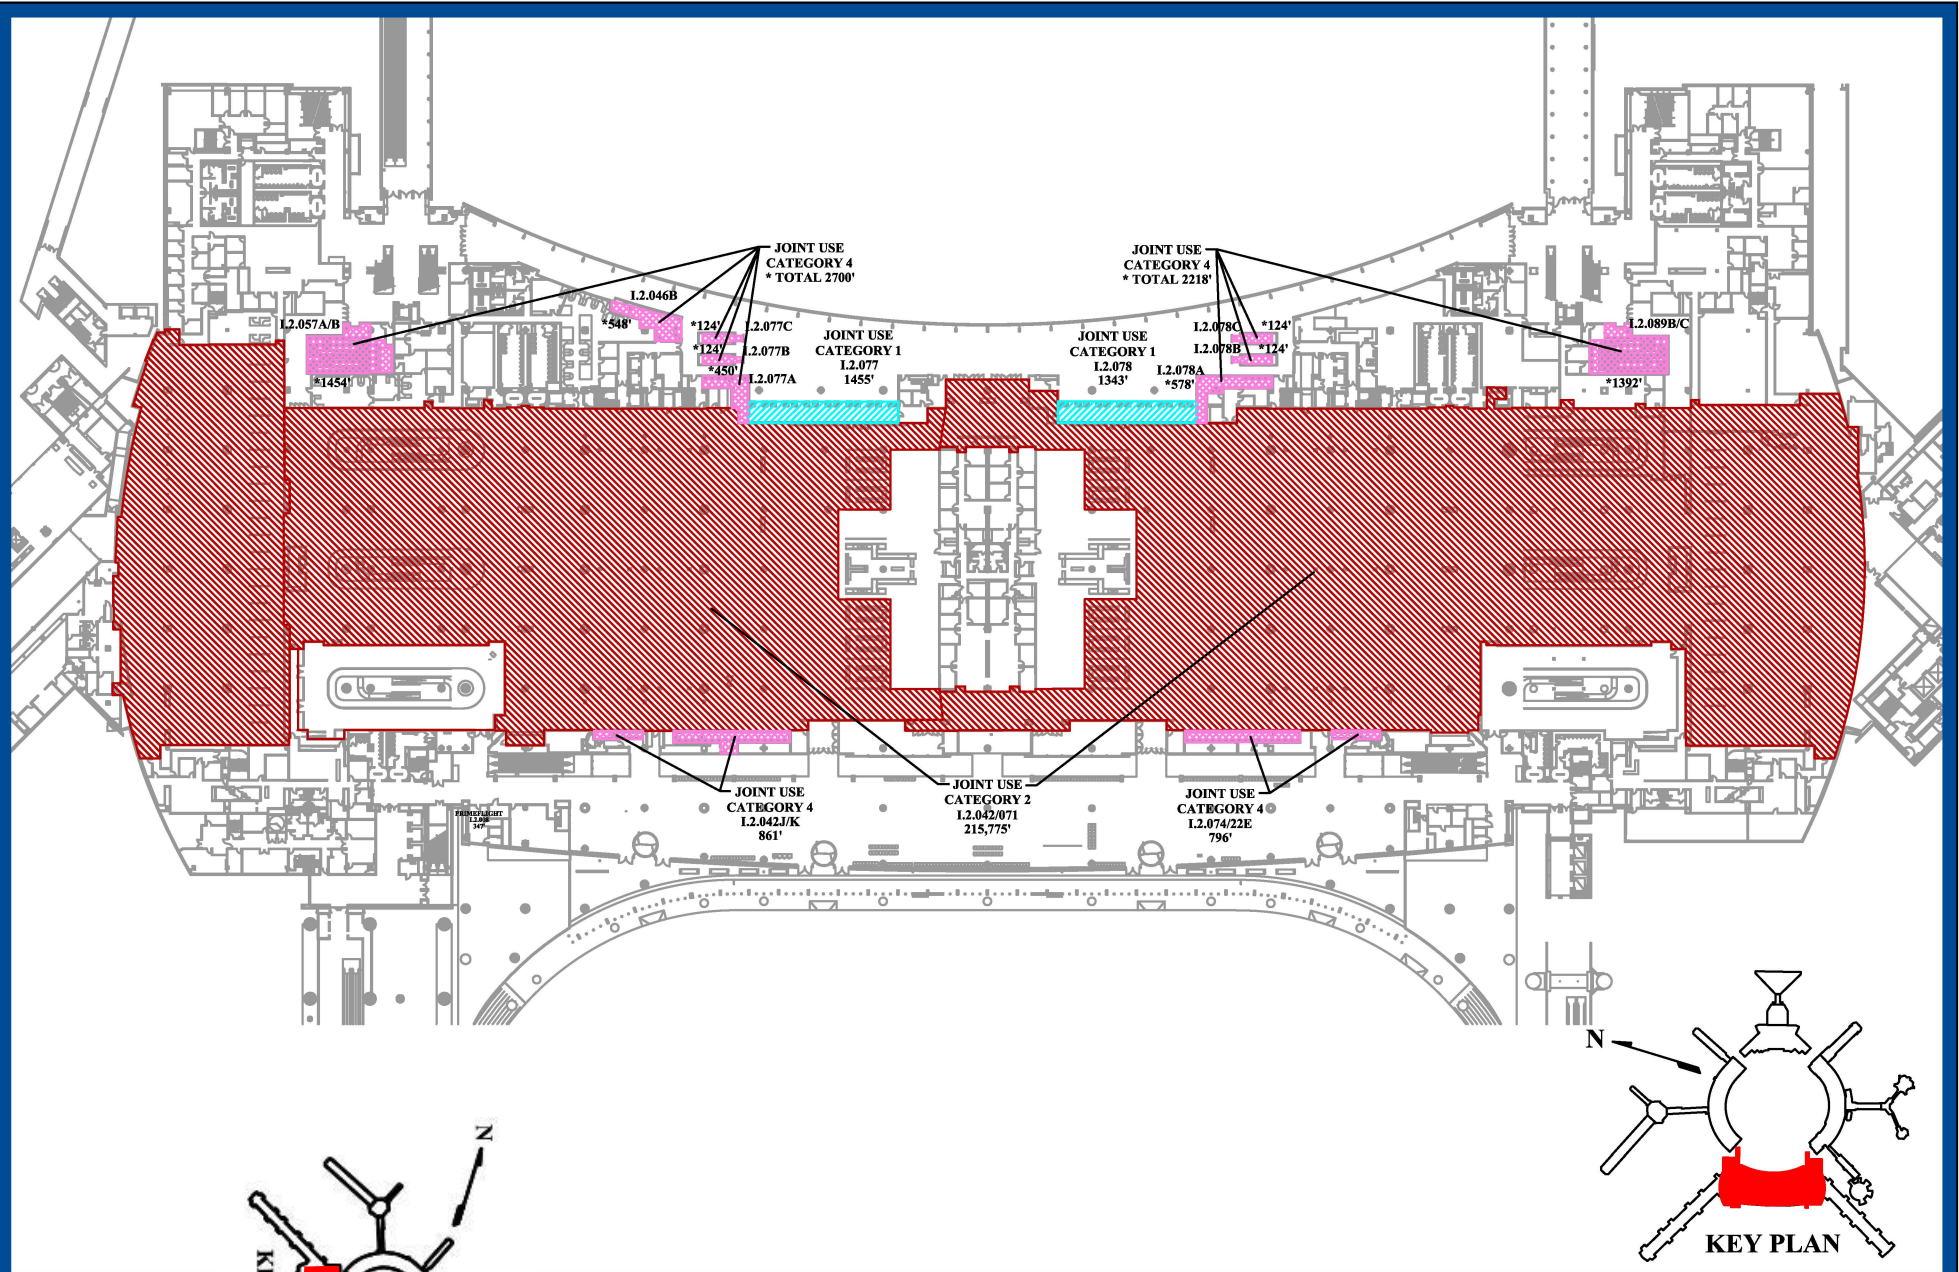 JOINT USE
CATEGORY 4
* TOTAL 2700'
JOINT USE
CATEGORY 4
* TOTAL 2218'
I.2.046B
*548'
I.2.057A/B
*1454'
*124'
I.2.077C
*124'
I.2.077B
*450'
I.2.077A
JOINT USE
CATEGORY 1
I.2.077
1455'
JOINT USE
CATEGORY 1
I.2.078
1343'
I.2.078C
*124'
I.2.078B
*124'
I.2.078A
*578'
I.2.089B/C
*1392'
PRIMEFLIGHT
347'
JOINT USE
CATEGORY 4
I.2.042J/K
861'
JOINT USE
CATEGORY 2
I.2.042/071
215,775'
JOINT USE
CATEGORY 4
I.2.074/22E
796'
N
KEY PLAN
N